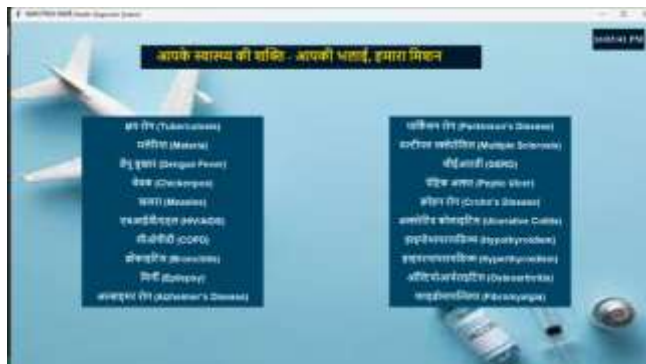 Health Diagnosis System
आपके स्वास्थ्य की शक्ति - आपकी भलाई, हमारा मिशन
क्षय रोग (Tuberculosis)
मलेरिया (Malaria)
डेंगू बुखार (Dengue Fever)
चेचक (Chickenpox)
खसरा (Measles)
एचआईवी/एड्स (HIV/AIDS)
सीओपीडी (COPD)
ब्रोंकाइटिस (Bronchitis)
मिर्गी (Epilepsy)
अल्जाइमर रोग (Alzheimer's Disease)
पार्किंसन रोग (Parkinson's Disease)
मल्टीपल स्क्लेरोसिस (Multiple Sclerosis)
जीईआरडी (GERD)
पेप्टिक अल्सर (Peptic Ulcer)
क्रोहन रोग (Crohn's Disease)
अल्सरेटिव कोलाइटिस (Ulcerative Colitis)
हाइपोथायरायडिज्म (Hypothyroidism)
हाइपरथायरायडिज्म (Hyperthyroidism)
ऑस्टियोआर्थराइटिस (Osteoarthritis)
फाइब्रोमायल्जिया (Fibromyalgia)